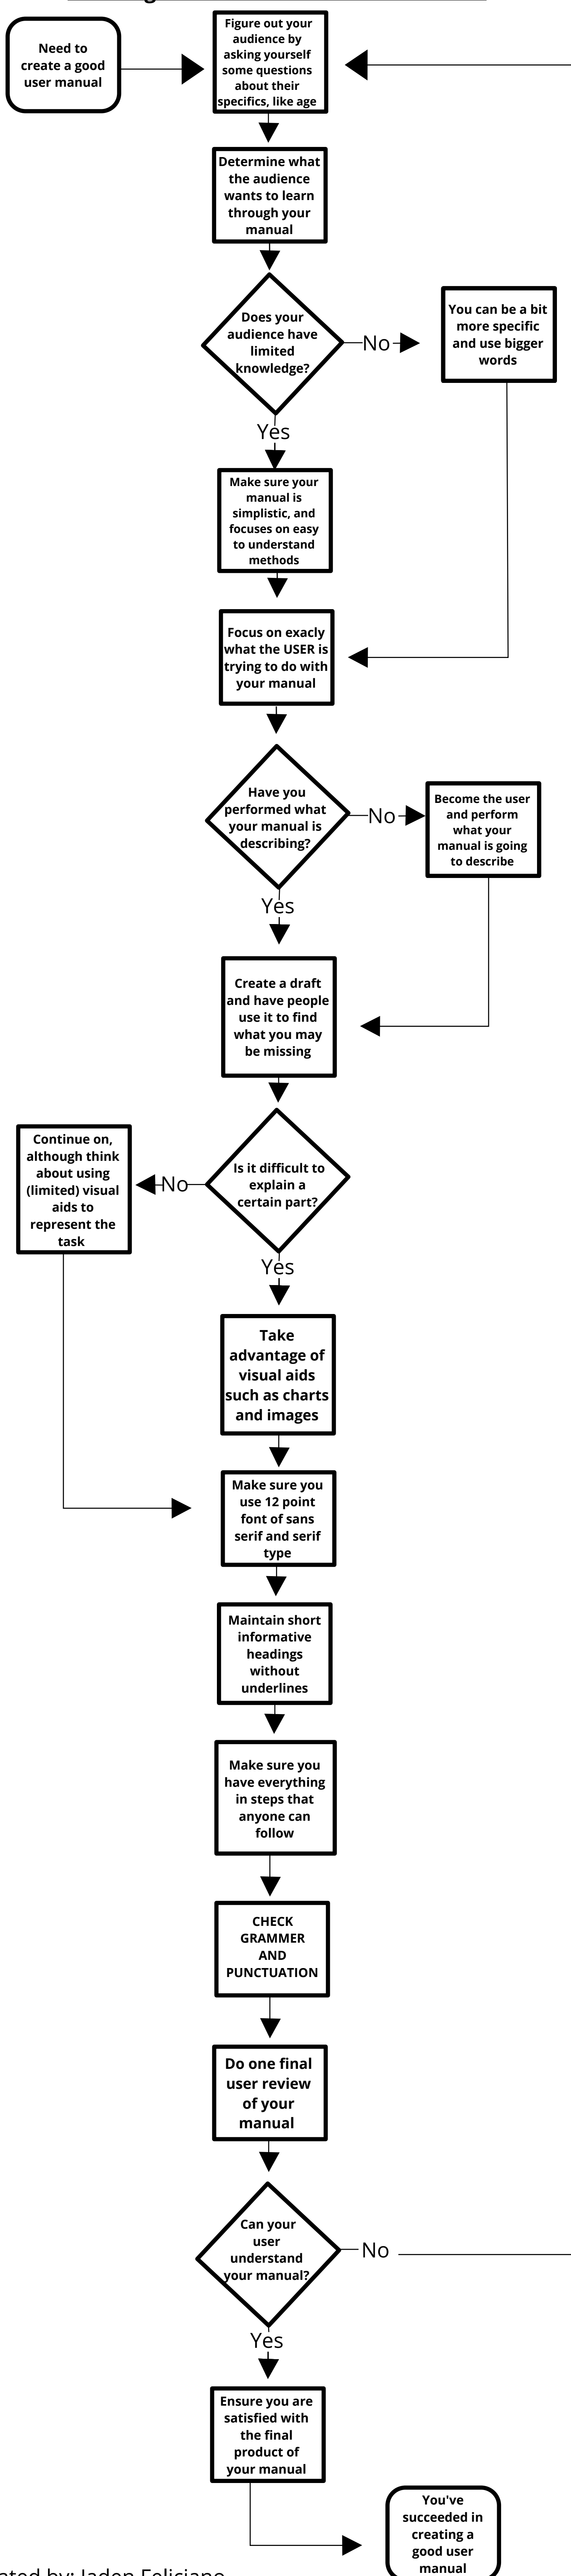 Need to
create a good
user manual
Figure out your
audience by
asking yourself
some questions
about their
specifics, like age
Determine what
the audience
wants to learn
through your
manual
Does your
audience have
limited
knowledge?
No
You can be a bit
more specific
and use bigger
words
Yes
Make sure your
manual is
simplistic, and
focuses on easy
to understand
methods
Focus on exacly
what the USER is
trying to do with
your manual
Have you
performed what
your manual is
describing?
No
Become the user
and perform
what your
manual is going
to describe
Yes
Create a draft
and have people
use it to find
what you may
be missing
Is it difficult to
explain a
certain part?
No
Continue on,
although think
about using
(limited) visual
aids to
represent the
task
Yes
Take
advantage of
visual aids
such as charts
and images
Make sure you
use 12 point
font of sans
serif and serif
type
Maintain short
informative
headings
without
underlines
Make sure you
have everything
in steps that
anyone can
follow
CHECK
GRAMMER
AND
PUNCTUATION
Do one final
user review
of your
manual
Can your
user
understand
your manual?
No
Yes
Ensure you are
satisfied with
the final
product of
your manual
You've
succeeded in
creating a
good user
manual
ated by: Jaden Feliciano